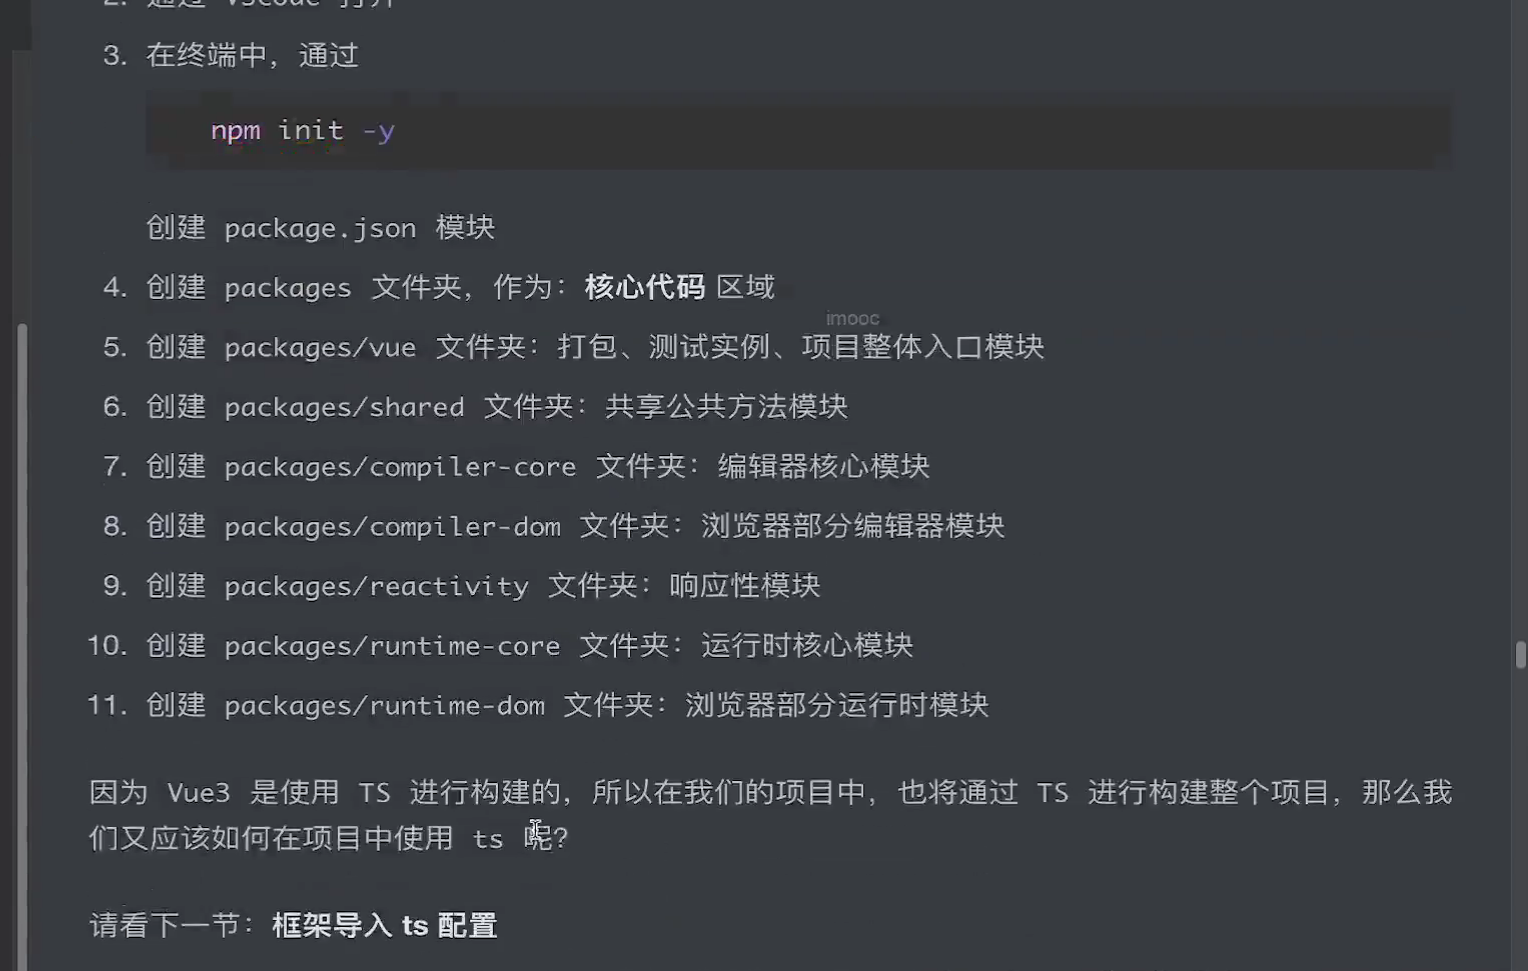 2. 通过 vscode 打开
3. 在终端中，通过
npm init -y
创建 package.json 模块
4. 创建 packages 文件夹，作为：核心代码 区域
imooc
5. 创建 packages/vue 文件夹：打包、测试实例、项目整体入口模块
6. 创建 packages/shared 文件夹：共享公共方法模块
7. 创建 packages/compiler-core 文件夹：编辑器核心模块
8. 创建 packages/compiler-dom 文件夹：浏览器部分编辑器模块
9. 创建 packages/reactivity 文件夹：响应性模块
10. 创建 packages/runtime-core 文件夹：运行时核心模块
11. 创建 packages/runtime-dom 文件夹：浏览器部分运行时模块
因为 Vue3 是使用 TS 进行构建的，所以在我们的项目中，也将通过 TS 进行构建整个项目，那么我
们又应该如何在项目中使用 ts 呢？
请看下一节：框架导入 ts 配置